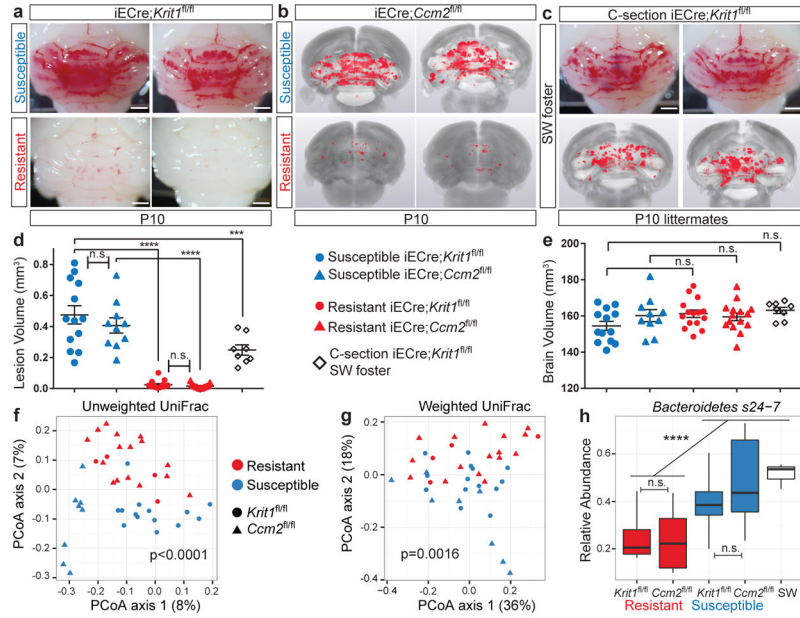 a
iECre;Krit1fl/fl
Susceptible
Resistant
P10
b
iECre;Ccm2fl/fl
Susceptible
Resistant
P10
c
C-section iECre;Krit1fl/fl
SW foster
P10 littermates
d
Lesion Volume (mm3)
0.8
0.6
0.4
0.2
0.0
n.s.
****
****
***
n.s.
Susceptible iECre;Krit1fl/fl
Susceptible iECre;Ccm2fl/fl
Resistant iECre;Krit1fl/fl
Resistant iECre;Ccm2fl/fl
C-section iECre;Krit1fl/fl
SW foster
e
Brain Volume (mm3)
200
180
160
140
120
n.s.
n.s.
n.s.
f
Unweighted UniFrac
PCoA axis 2 (7%)
0.2
0.1
0.0
-0.1
-0.2
-0.3
p<0.0001
-0.3
-0.2
-0.1
0.0
0.1
0.2
PCoA axis 1 (8%)
Resistant
Susceptible
Krit1fl/fl
Ccm2fl/fl
g
Weighted UniFrac
PCoA axis 2 (18%)
0.2
0.0
-0.2
-0.4
p=0.0016
-0.4
-0.2
0.0
0.2
PCoA axis 1 (36%)
h
Bacteroidetes s24-7
Relative Abundance
0.6
0.4
0.2
****
n.s.
n.s.
Krit1fl/fl Ccm2fl/fl Krit1fl/fl Ccm2fl/fl SW
Resistant Susceptible